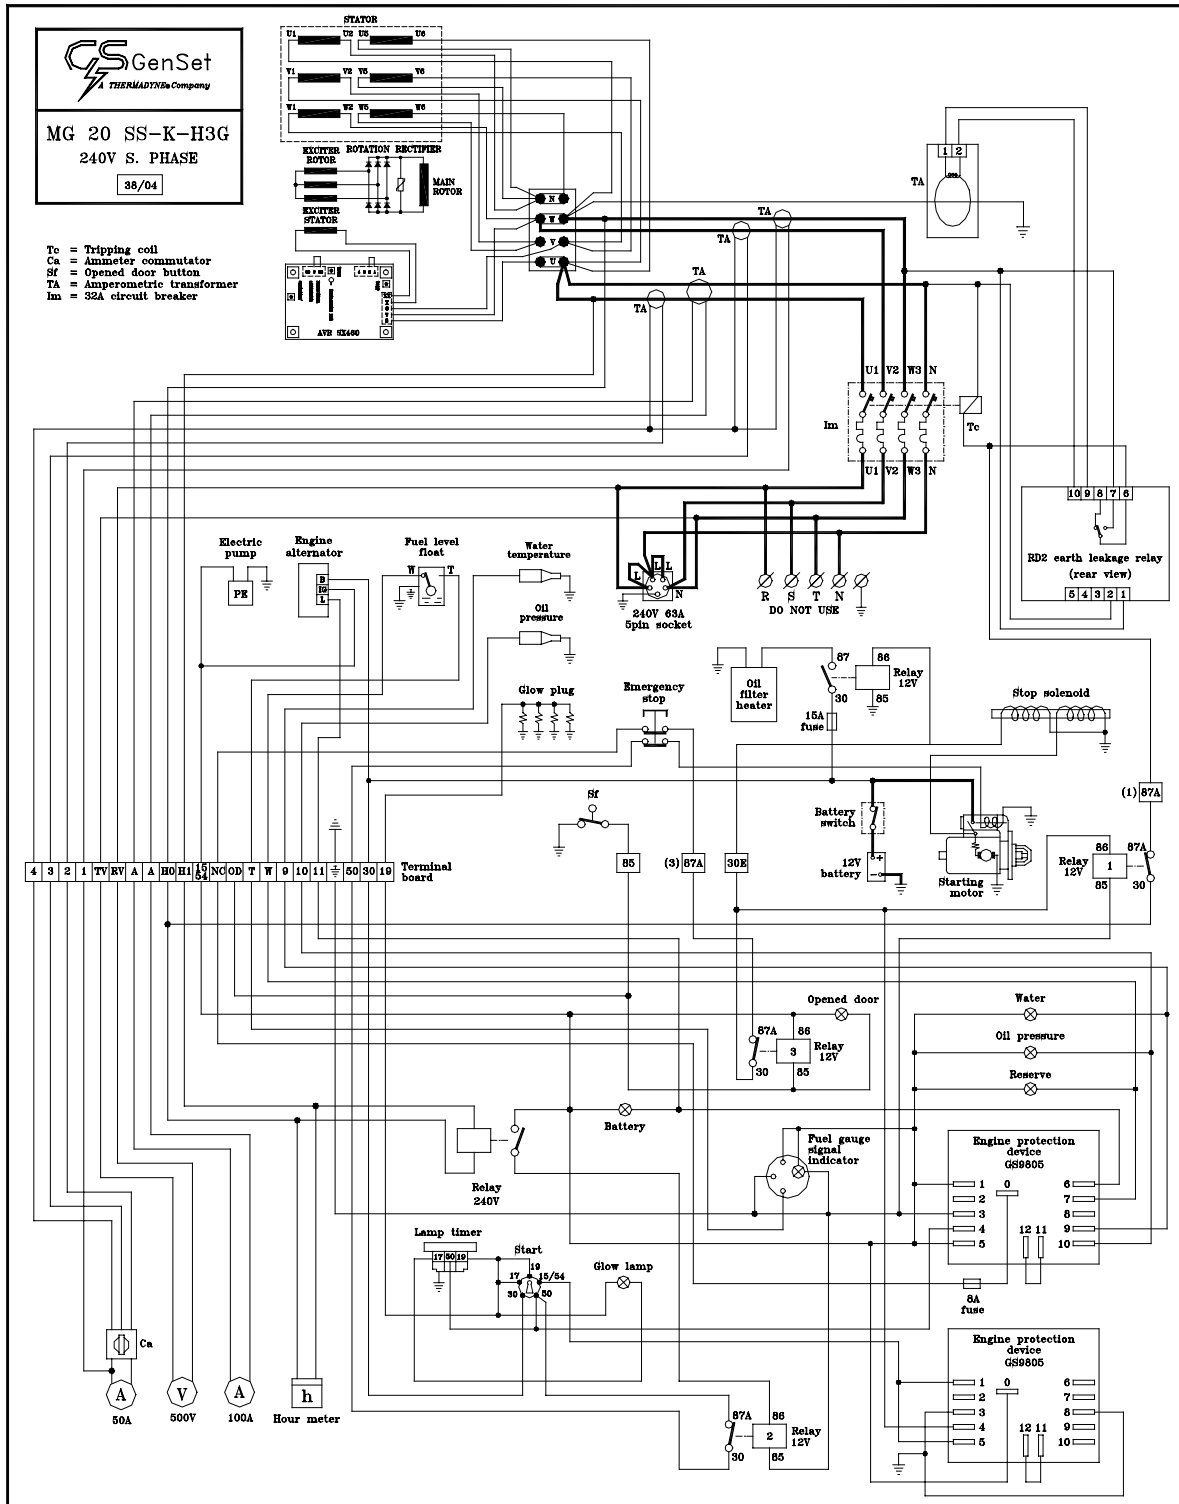 STATOR
U1 U2 U5 U6
V1 V2 V5 V6
W1 W2 W5 W6
CS GenSet
A THERMADYNE® Company
MG 20 SS-K-H3G
240V S. PHASE
38/04
EXCITER
ROTOR
ROTATION RECTIFIER
MAIN
ROTOR
EXCITER
STATOR
AVR SX460
Tc = Tripping coil
Ca = Ammeter commutator
Sf = Opened door button
TA = Amperometric transformer
Im = 32A circuit breaker
N
W
V
U
TA
TA
TA
TA
TA
1 2
U1 V2 W3 N
Im
Tc
U1 V2 W3 N
10 9 8 7 6
RD2 earth leakage relay
(rear view)
5 4 3 2 1
Electric
pump
PE
Engine
alternator
B
IG
L
Fuel level
float
W T
Water
temperature
Oil
pressure
L L L
N
240V 63A
5pin socket
R S T N
DO NOT USE
Glow plug
Emergency
stop
Oil
filter
heater
87
30
15A
fuse
86
85
Relay
12V
Stop solenoid
Sf
85
(3) 87A
30E
Battery
switch
12V
battery
+
-
Starting
motor
(1) 87A
Relay
12V
86
1
85
87A
30
4 3 2 1 TV RV A A H0 H1 15 54 NC OD T W 9 10 11 50 30 19
Terminal
board
Opened door
87A
30
86
3
85
Relay
12V
Water
Oil pressure
Reserve
Battery
Relay
240V
Fuel gauge
signal
indicator
Engine protection
device
GS9805
1 0 6
2 7
3 8
4 12 11 9
5 10
8A
fuse
Lamp timer
17 50 19
Start
19
17 15/54
30 50
Glow lamp
Ca
A
50A
V
500V
A
100A
h
Hour meter
87A
30
86
2
85
Relay
12V
Engine protection
device
GS9805
1 0 6
2 7
3 8
4 12 11 9
5 10